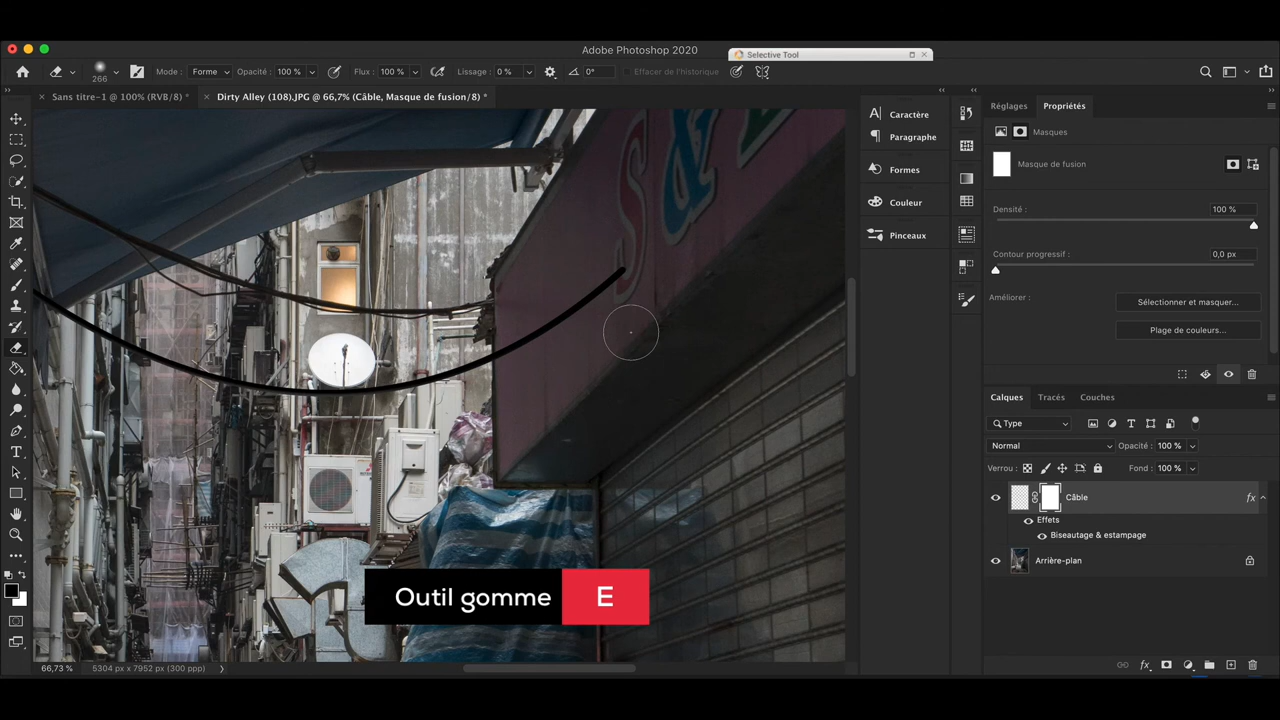 Adobe Photoshop 2020
Selective Tool
266
Mode : Forme
Opacité : 100 %
Flux : 100 %
Lissage : 0 %
0°
Effacer de l'historique
Sans titre-1 @ 100% (RVB/8) *
Dirty Alley (108).JPG @ 66,7% (Câble, Masque de fusion/8) *
S&
Caractère
Paragraphe
Formes
Couleur
Pinceaux
Réglages
Propriétés
Masques
Masque de fusion
Densité :
100 %
Contour progressif :
0,0 px
Améliorer :
Sélectionner et masquer...
Plage de couleurs...
Calques
Tracés
Couches
Type
Normal
Opacité : 100 %
Verrou :
Fond : 100 %
Câble
fx
Effets
Biseautage & estampage
Arrière-plan
Outil gomme E
66,73 %
5304 px x 7952 px (300 ppp)